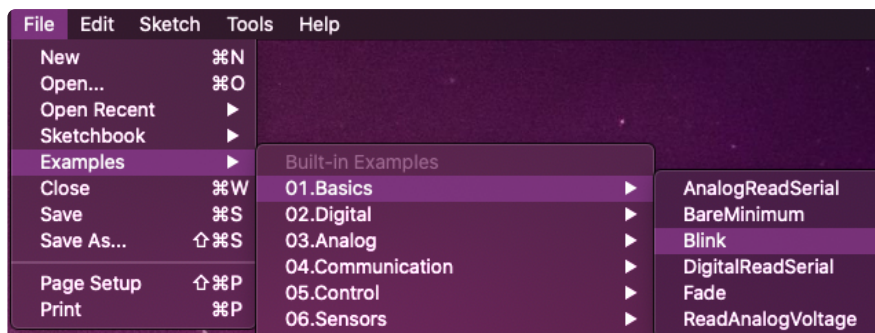 File Edit Sketch Tools Help
New ⌘N
Open... ⌘O
Open Recent ▶
Sketchbook ▶
Examples ▶
Close ⌘W
Save ⌘S
Save As... ⇧⌘S
Page Setup ⇧⌘P
Print ⌘P
Built-in Examples
01.Basics ▶
02.Digital ▶
03.Analog ▶
04.Communication ▶
05.Control ▶
06.Sensors ▶
AnalogReadSerial
BareMinimum
Blink
DigitalReadSerial
Fade
ReadAnalogVoltage